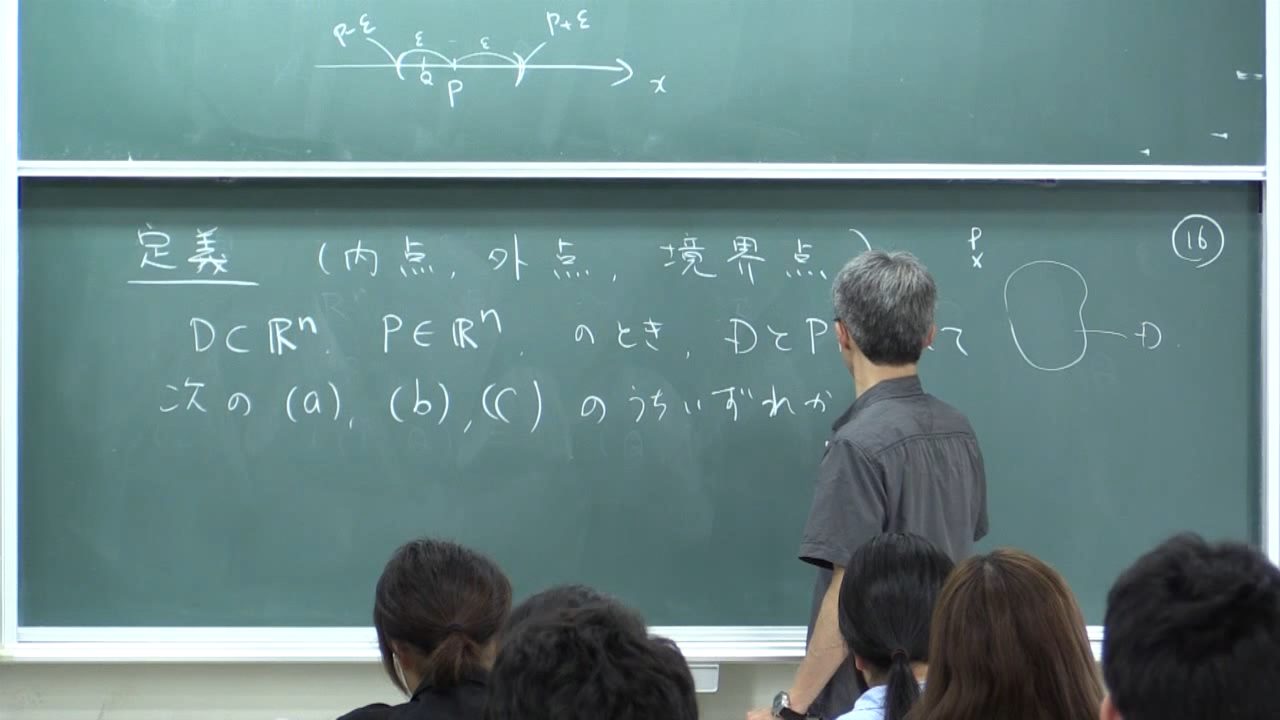 P-ε ε ε P+ε
Q P x
定義 (内点, 外点, 境界点)
P
x
⑯
D⊂ℝⁿ, P∈ℝⁿ, のとき, DとP て
D
次の (a), (b), (c) のうちいずれか